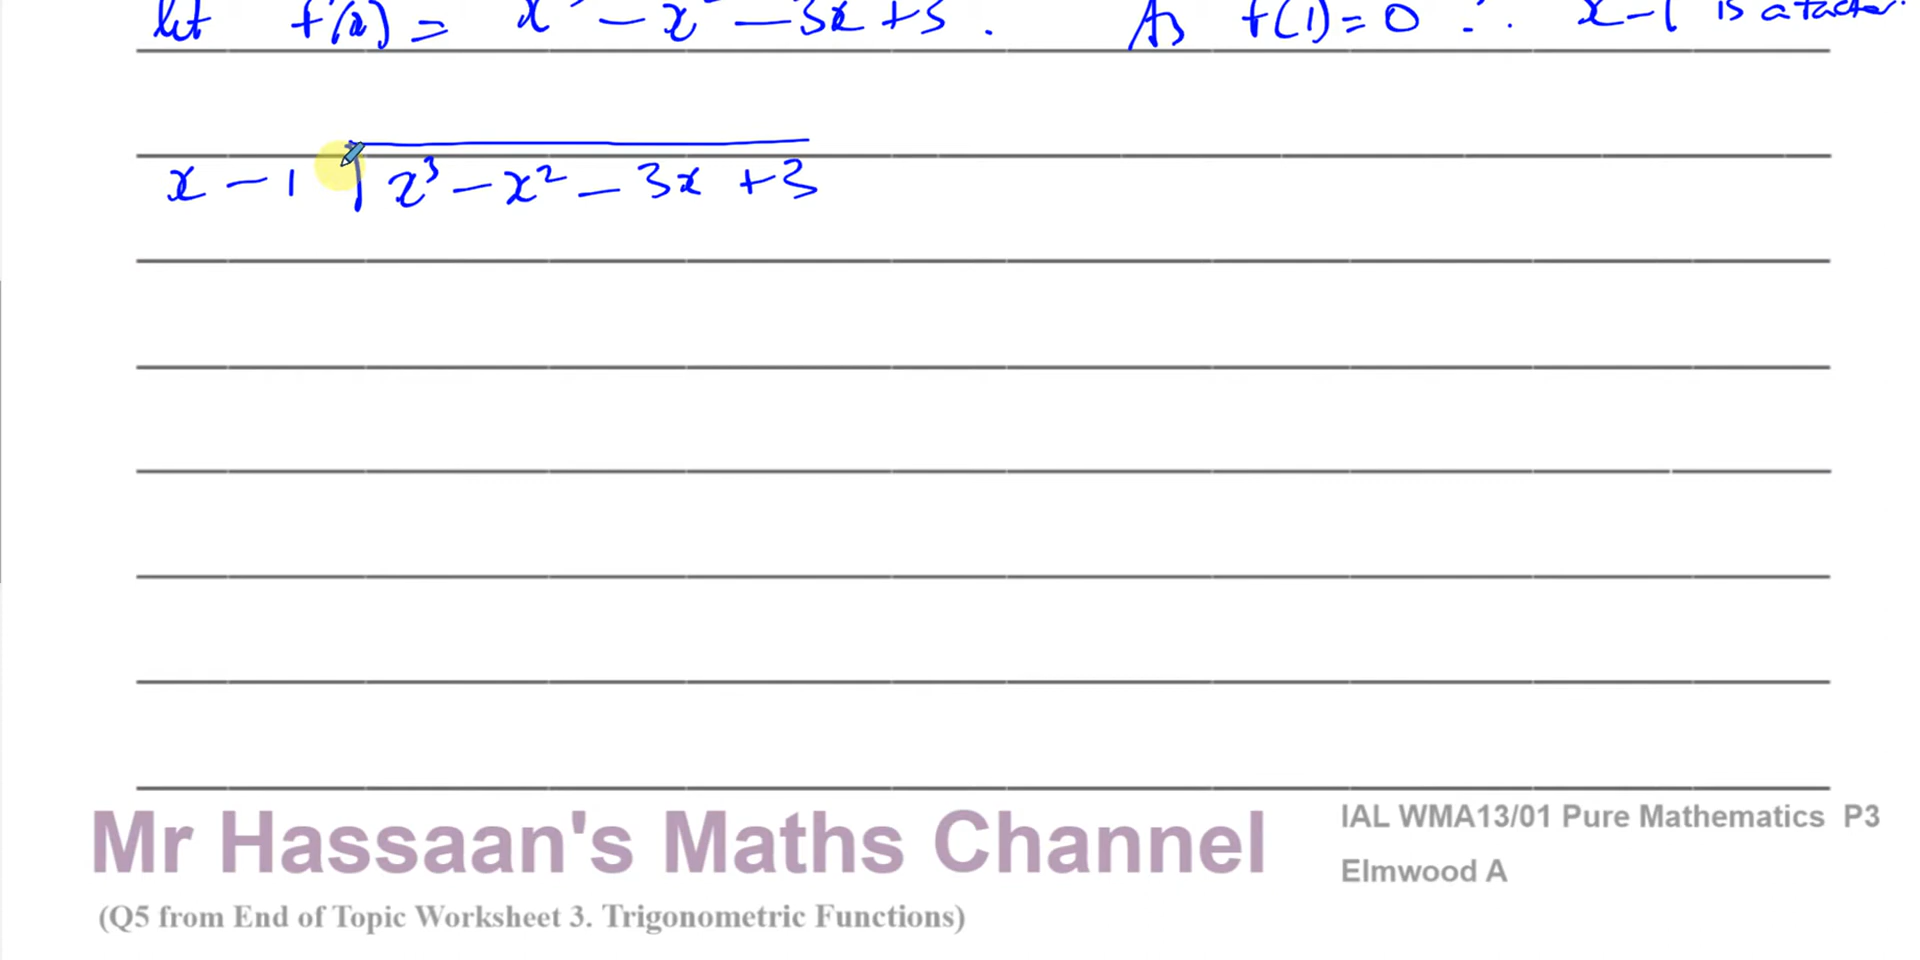 let f(x) = x³ - x² - 3x + 3 . As f(1) = 0 ∴ x - 1 is a factor.
x - 1 x³ - x² - 3x + 3
Mr Hassaan's Maths Channel
IAL WMA13/01 Pure Mathematics P3
Elmwood A
(Q5 from End of Topic Worksheet 3. Trigonometric Functions)